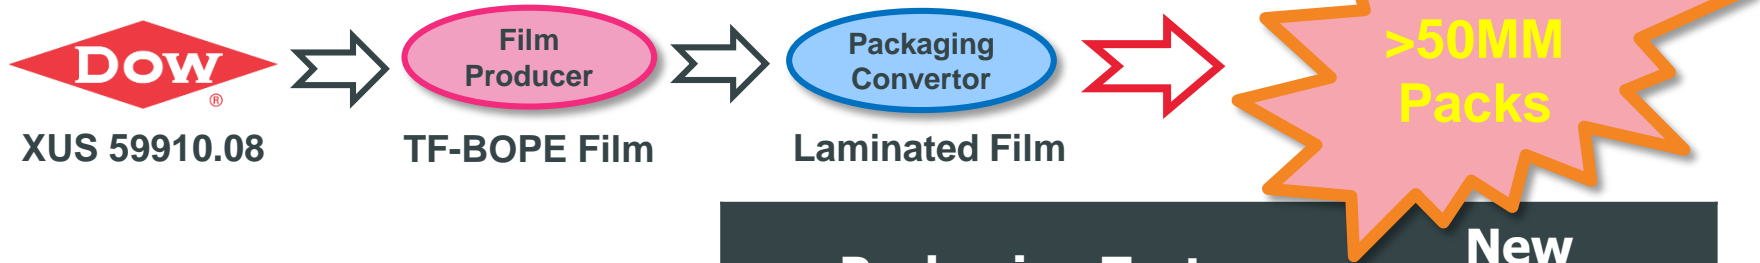 DOW
®
XUS 59910.08
Film
Producer
TF-BOPE Film
Packaging
Convertor
Laminated Film
>50MM
Packs
New